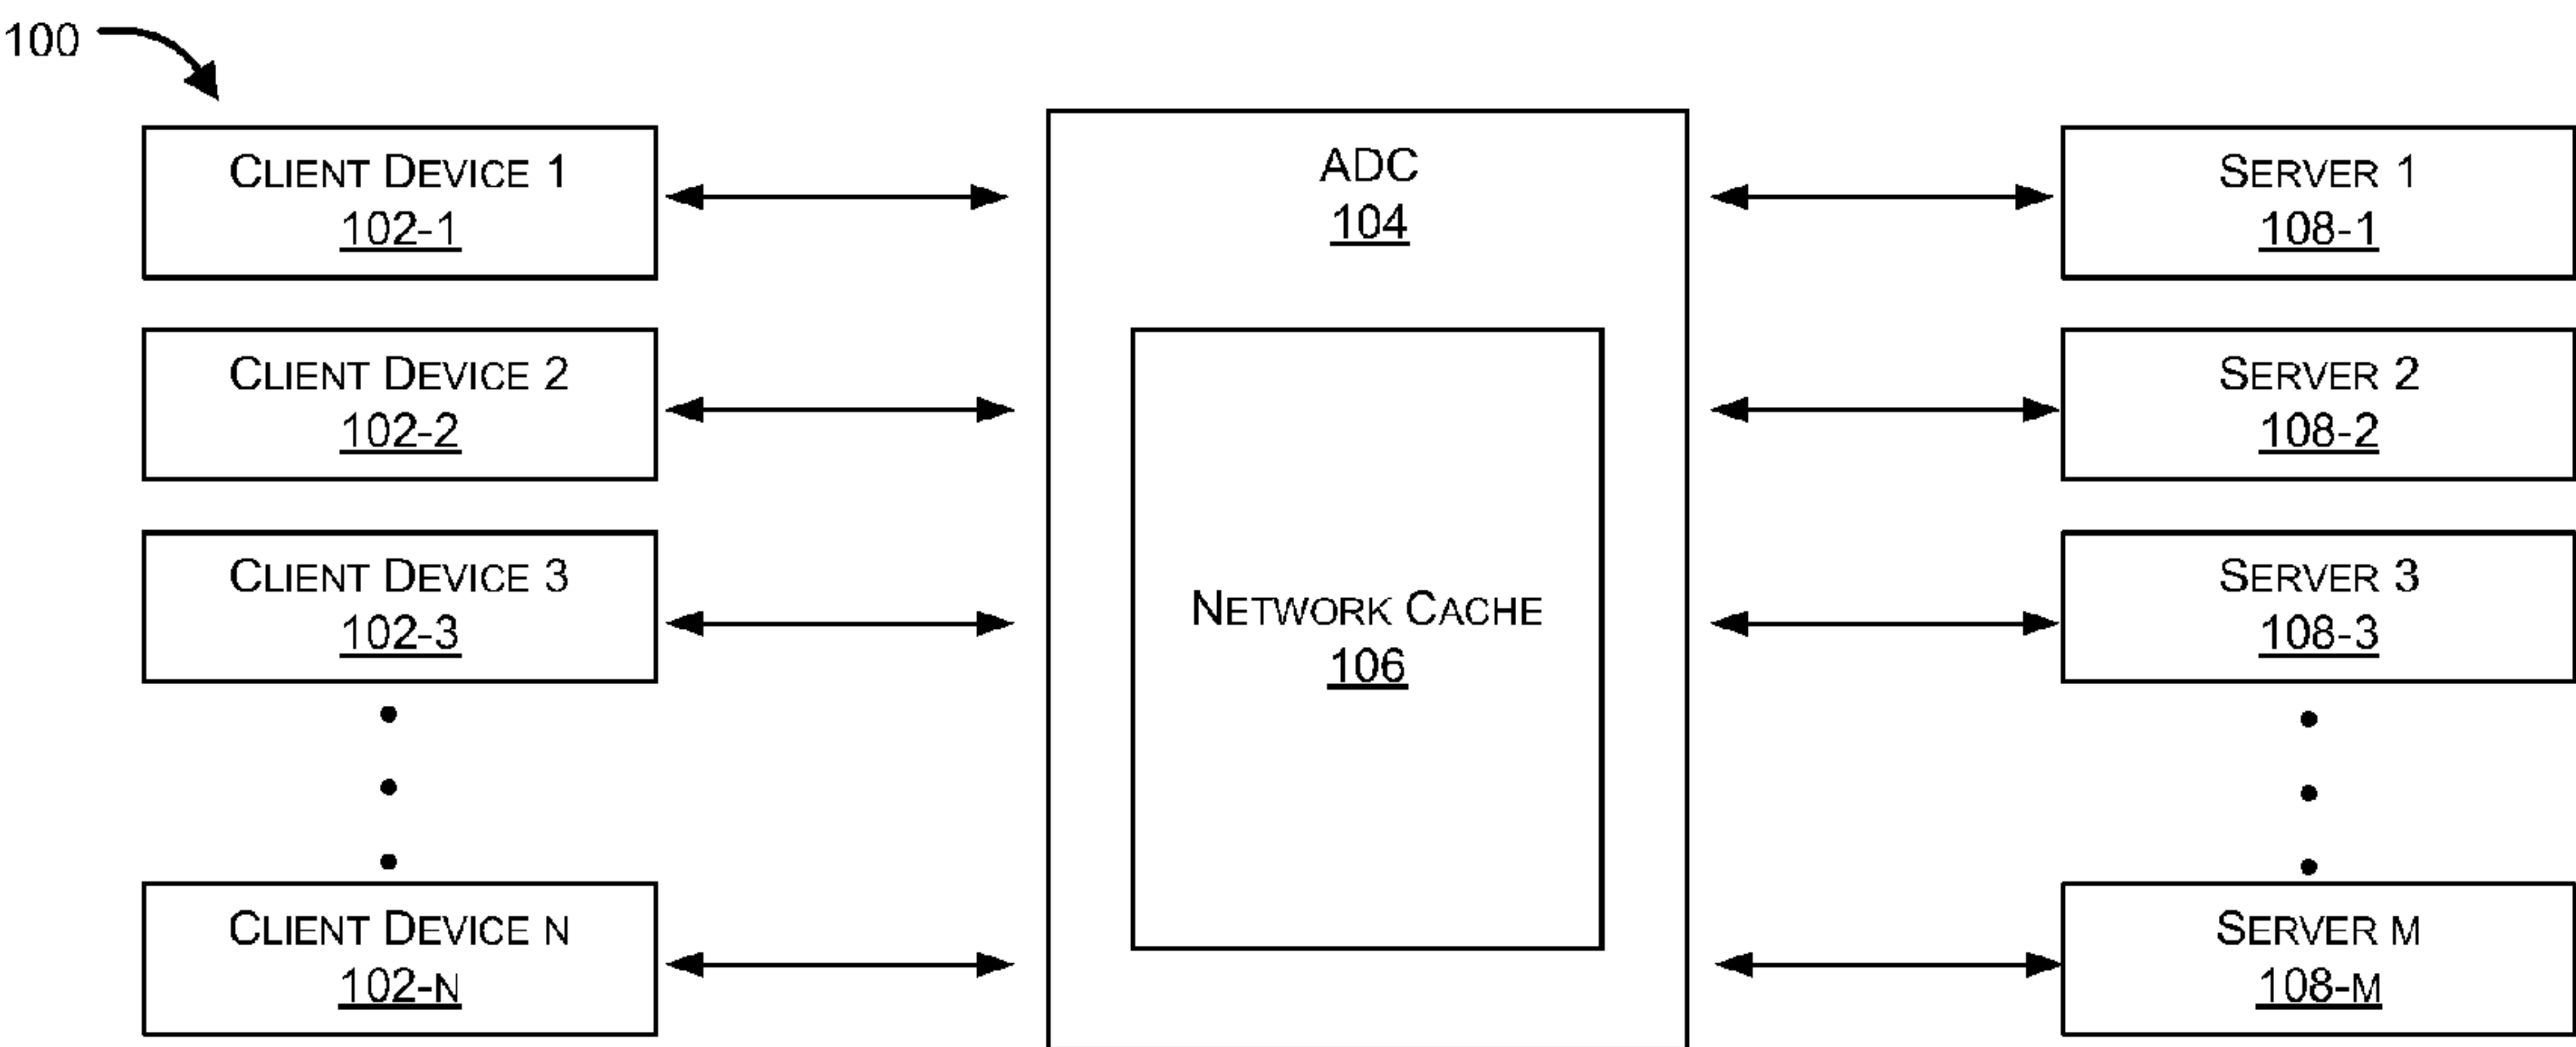 100
CLIENT DEVICE 1
102-1
CLIENT DEVICE 2
102-2
CLIENT DEVICE 3
102-3
CLIENT DEVICE N
102-N
ADC
104
NETWORK CACHE
106
SERVER 1
108-1
SERVER 2
108-2
SERVER 3
108-3
SERVER M
108-M